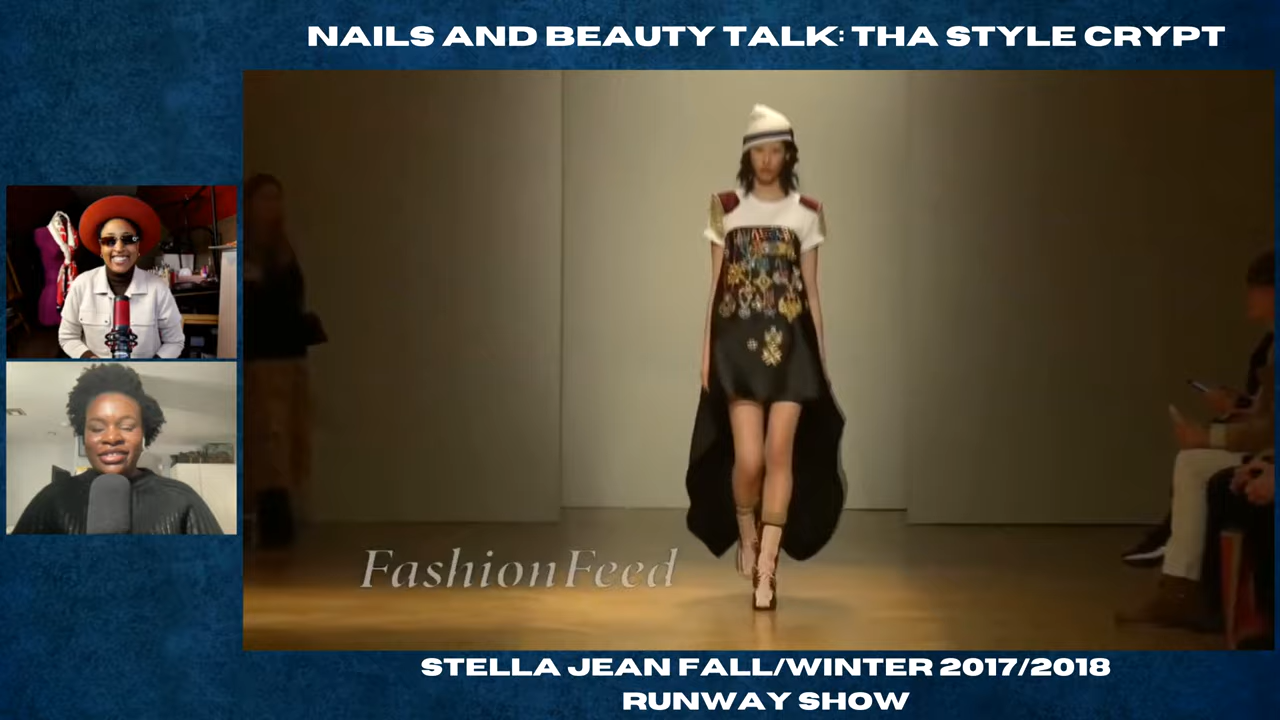 NAILS AND BEAUTY TALK: THA STYLE CRYPT
FashionFeed
STELLA JEAN FALL/WINTER 2017/2018
RUNWAY SHOW